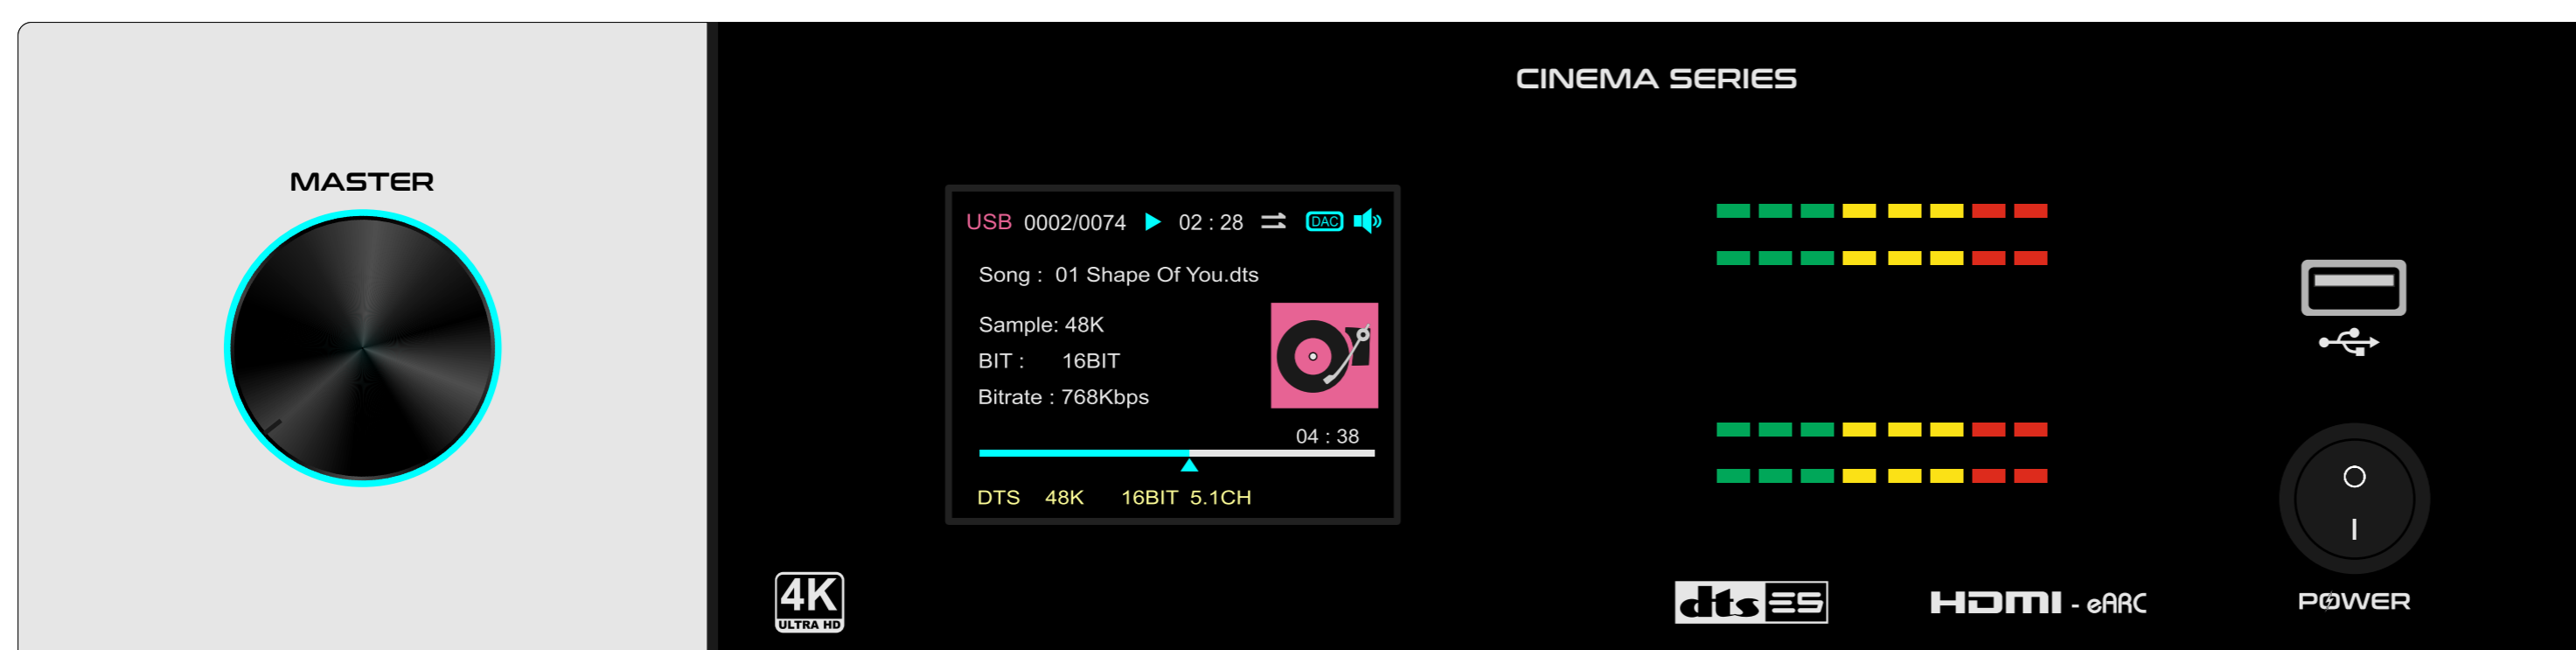 CINEMA SERIES
MASTER
USB 0002/0074 02 : 28 DAC
Song : 01 Shape Of You.dts
Sample: 48K
BIT : 16BIT
Bitrate : 768Kbps
04 : 38
DTS 48K 16BIT 5.1CH
4K
ULTRA HD
dts ES
HDMI - eARC
POWER